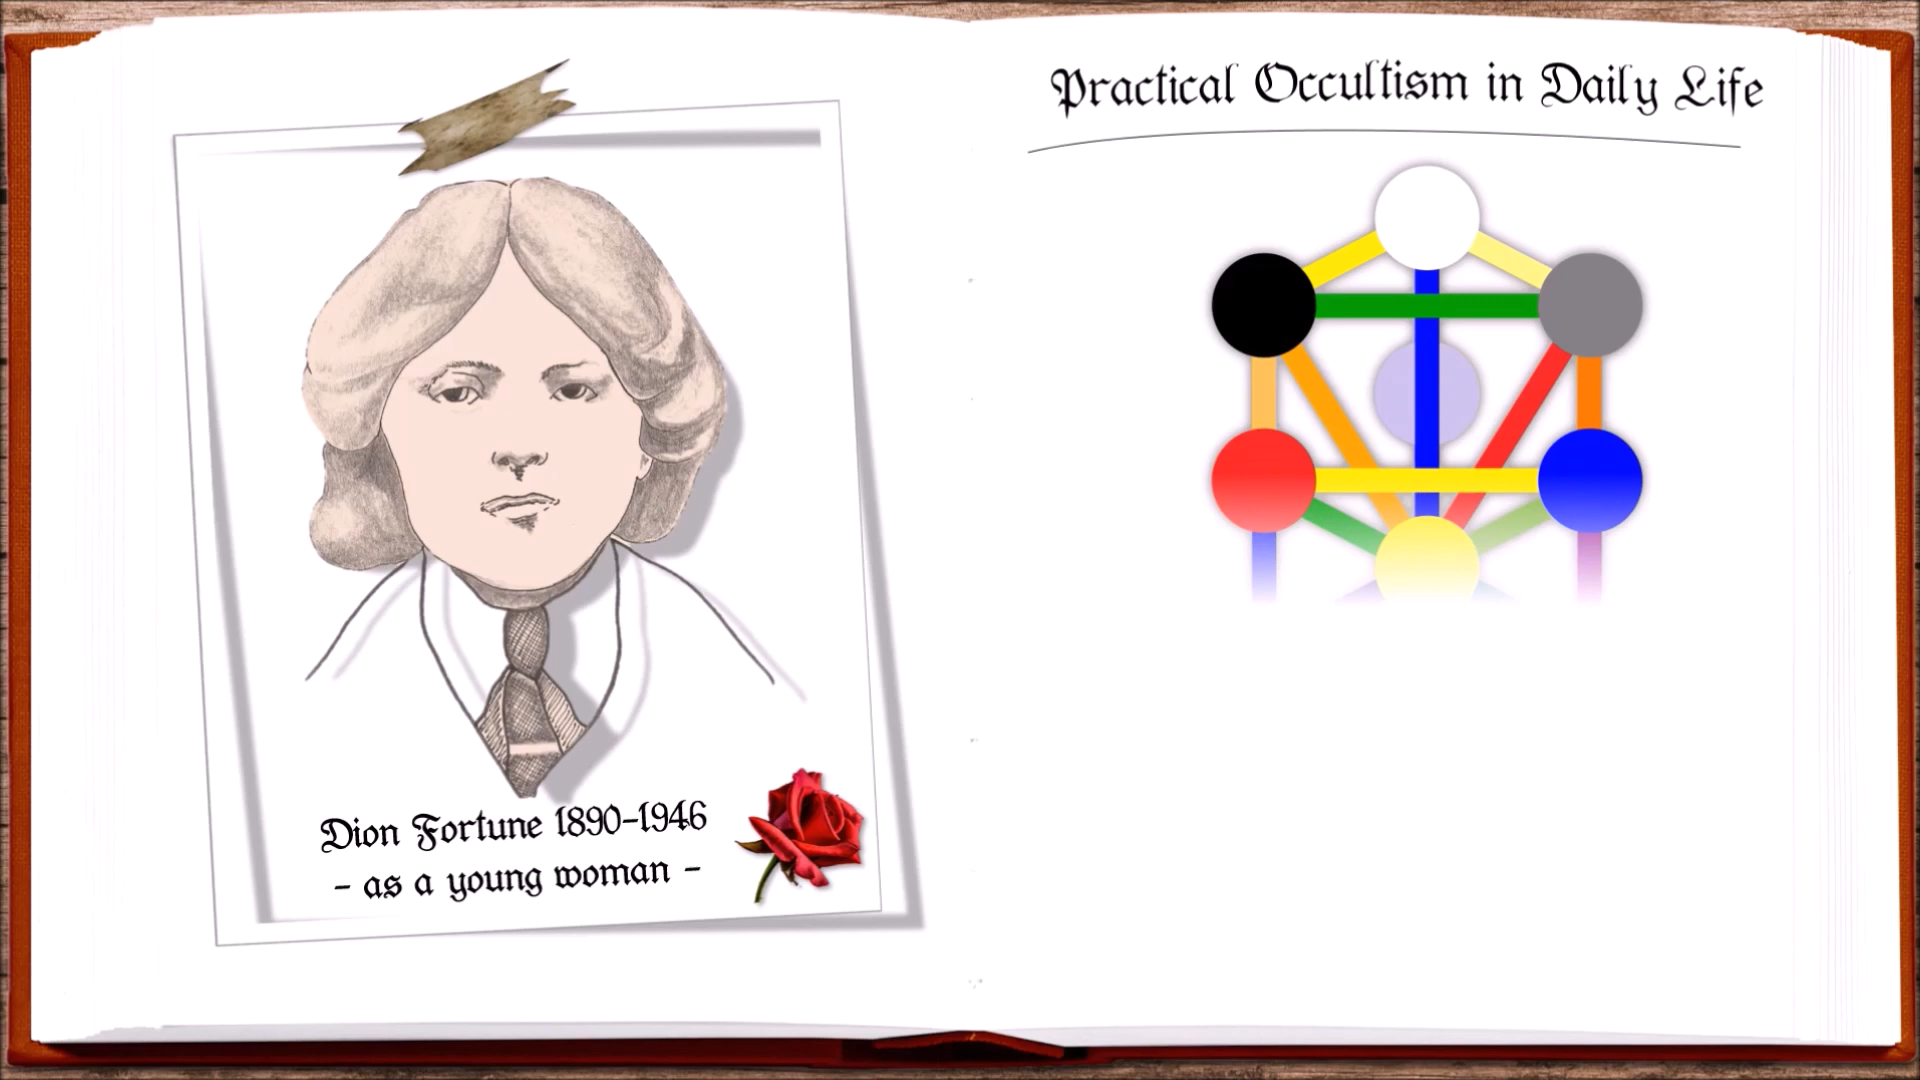 Dion Fortune 1890-1946
- as a young woman -
Practical Occultism in Daily Life